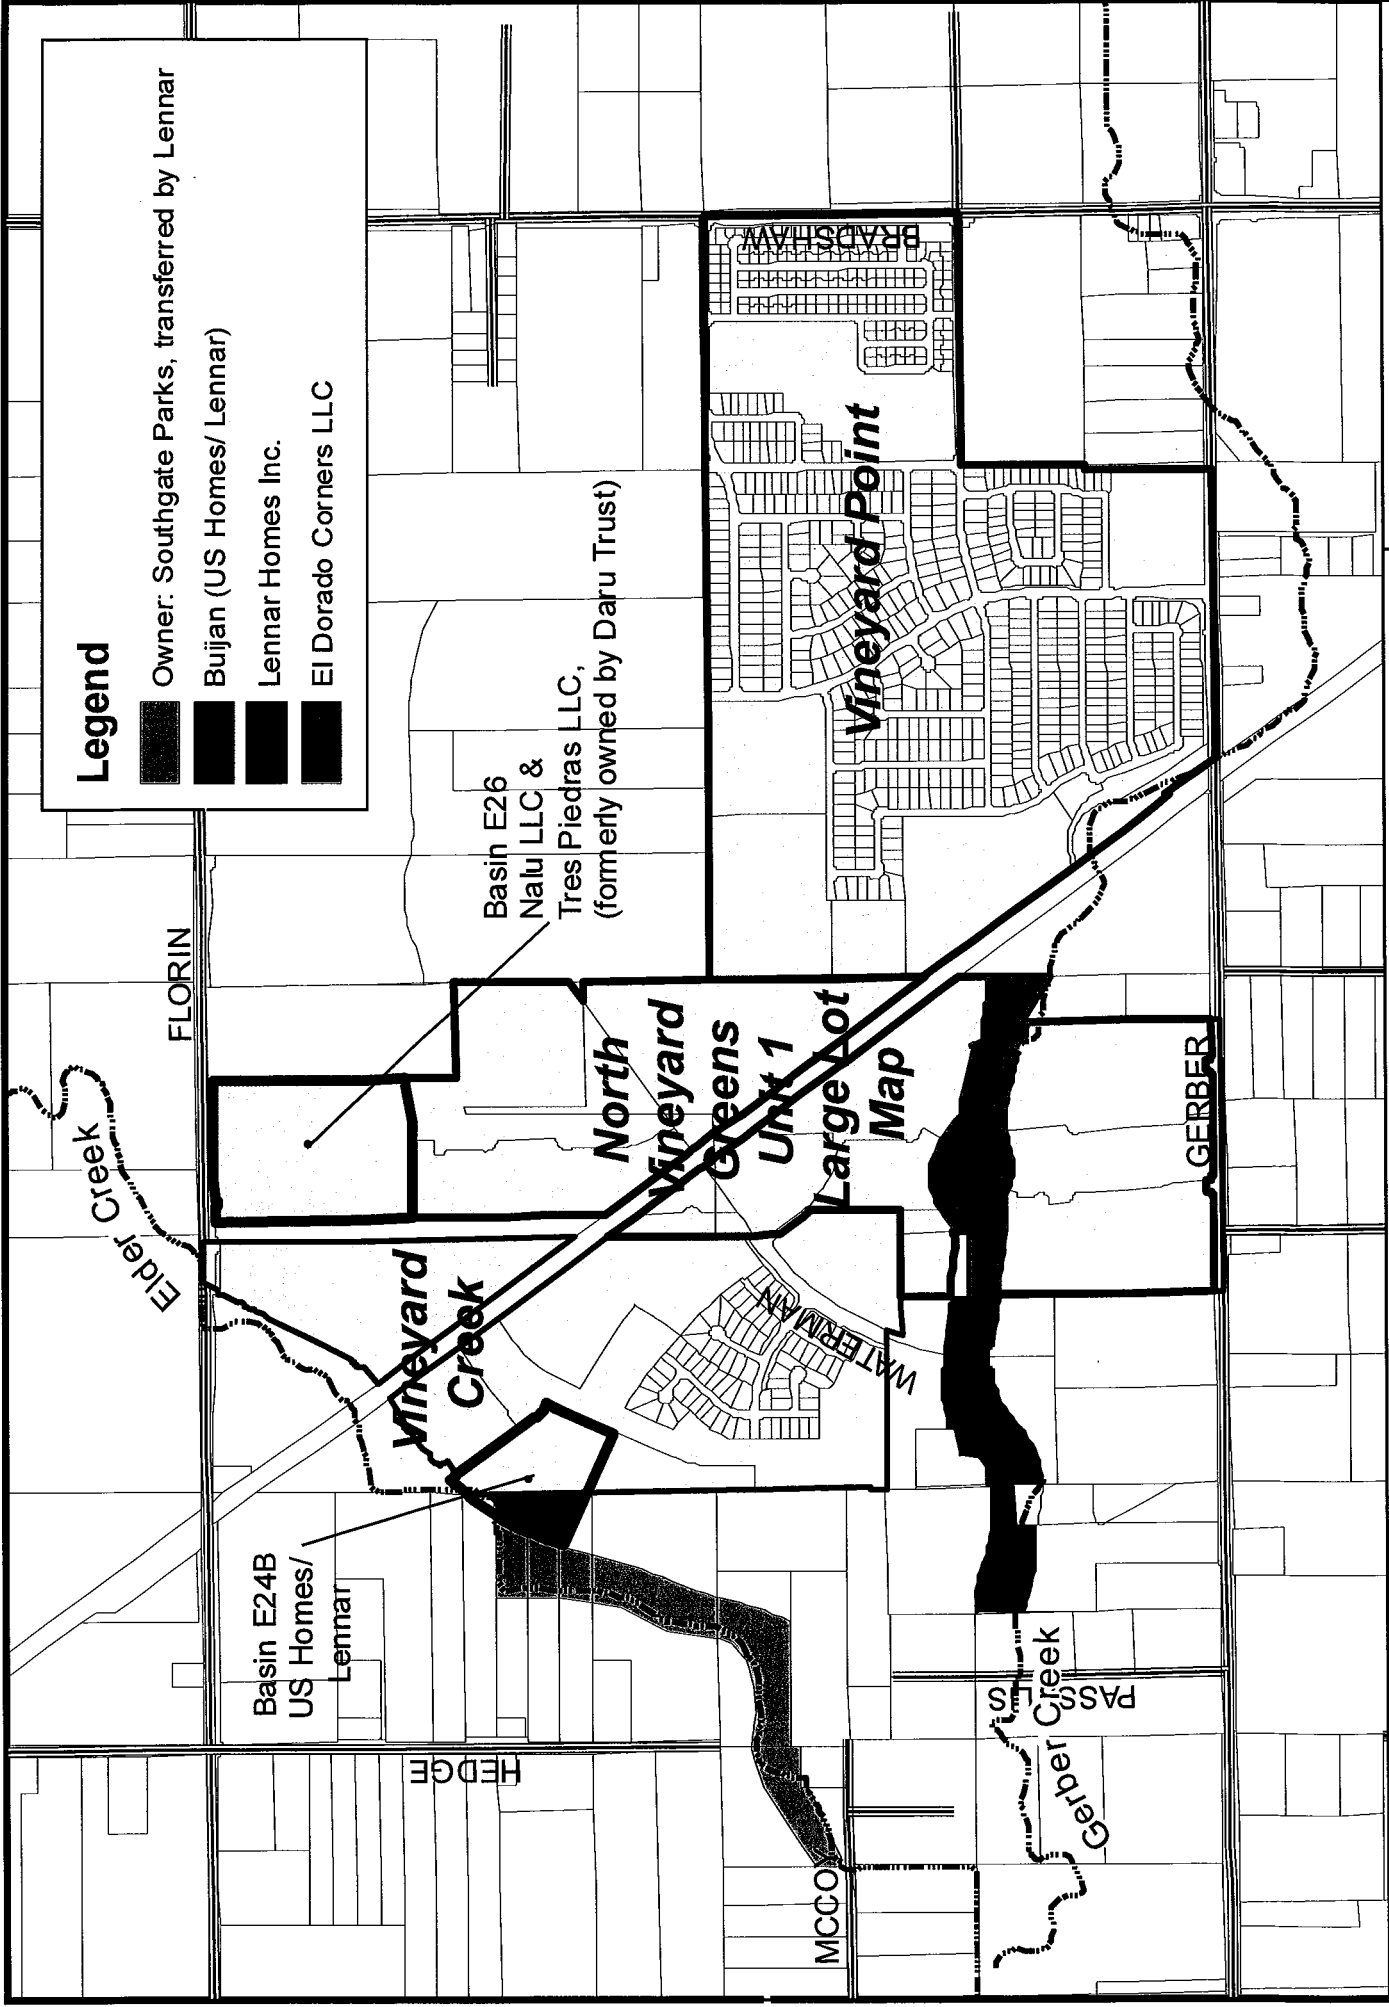 Legend
Owner: Southgate Parks, transferred by Lennar
Buijan (US Homes/ Lennar)
Lennar Homes Inc.
El Dorado Corners LLC
FLORIN
Elder Creek
Basin E26
Nalu LLC &
Tres Piedras LLC,
(formerly owned by Daru Trust)
BRADSHAW
Vineyard Point
North
Vineyard
Greens
Unit 1
Large Lot
Map
Vineyard
Creek
WATERMAN
GERBER
Basin E24B
US Homes/
Lennar
HEDGE
MCCO
Gerber Creek